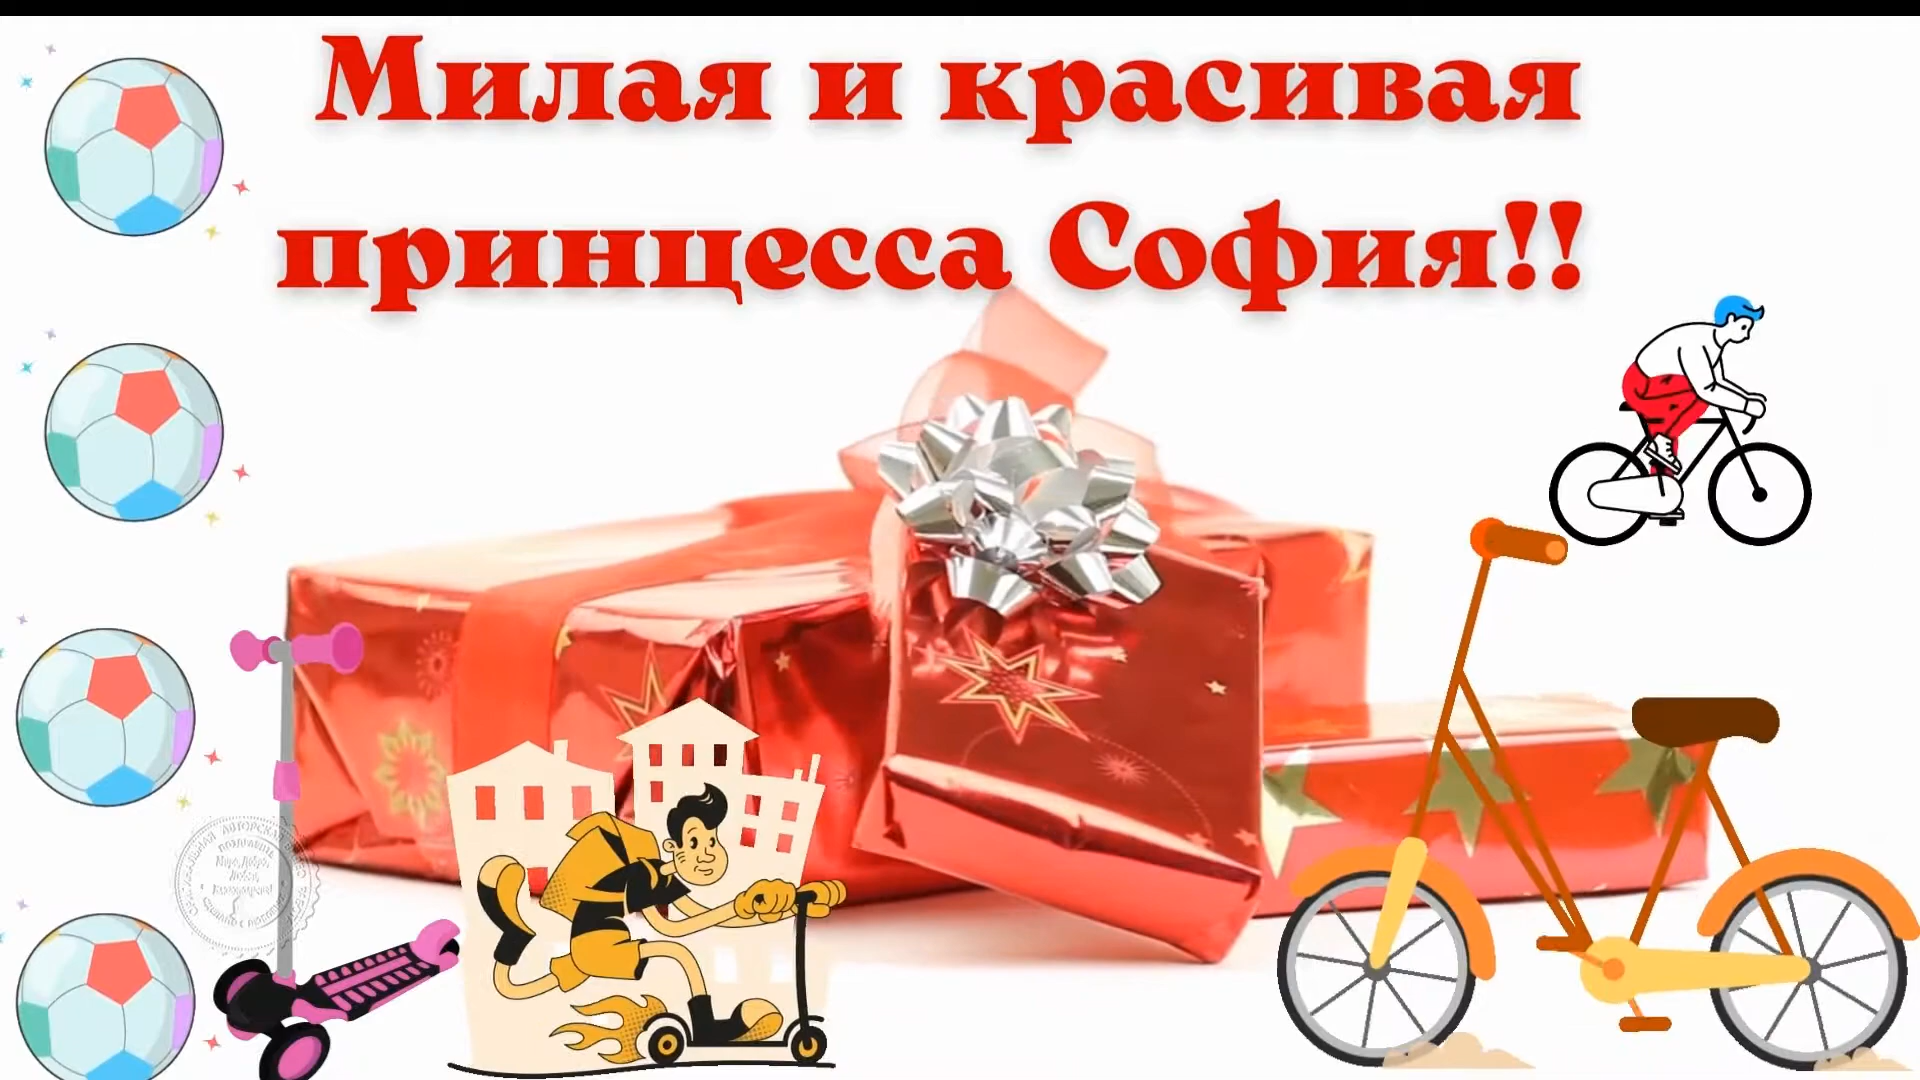 Милая и красивая
принцесса София!!